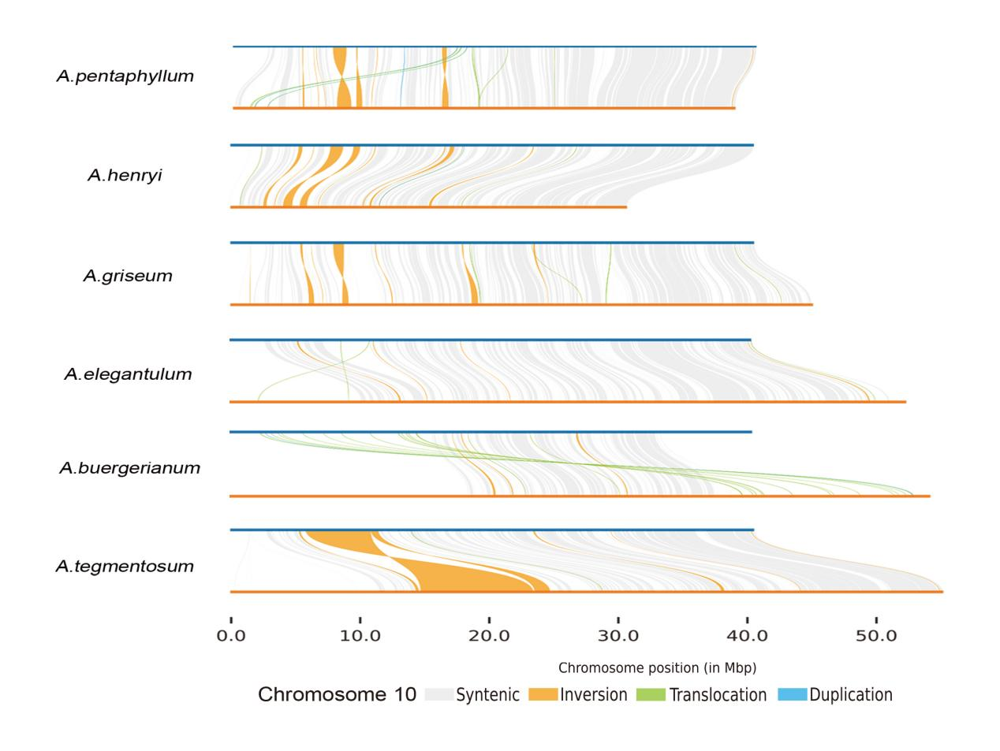 A.pentaphyllum
A.henryi
A.griseum
A.elegantulum
A.buergerianum
A.tegmentosum
0.0 10.0 20.0 30.0 40.0 50.0
Chromosome position (in Mbp)
Chromosome 10 Syntenic Inversion Translocation Duplication